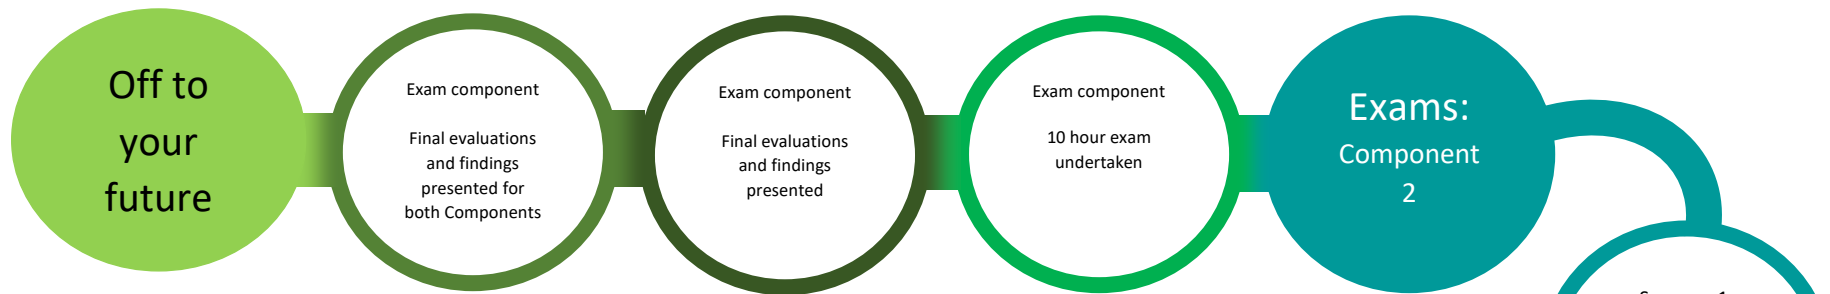 Off to
your
future
Exam component
Final evaluations
and findings
presented for
both Components
Exam component
Final evaluations
and findings
presented
Exam component
10 hour exam
undertaken
Exams:
Component
2